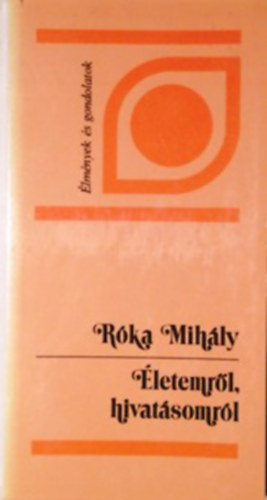 Élmények és gondolatok
Róka Mihály
Életemről,
hivatásomról